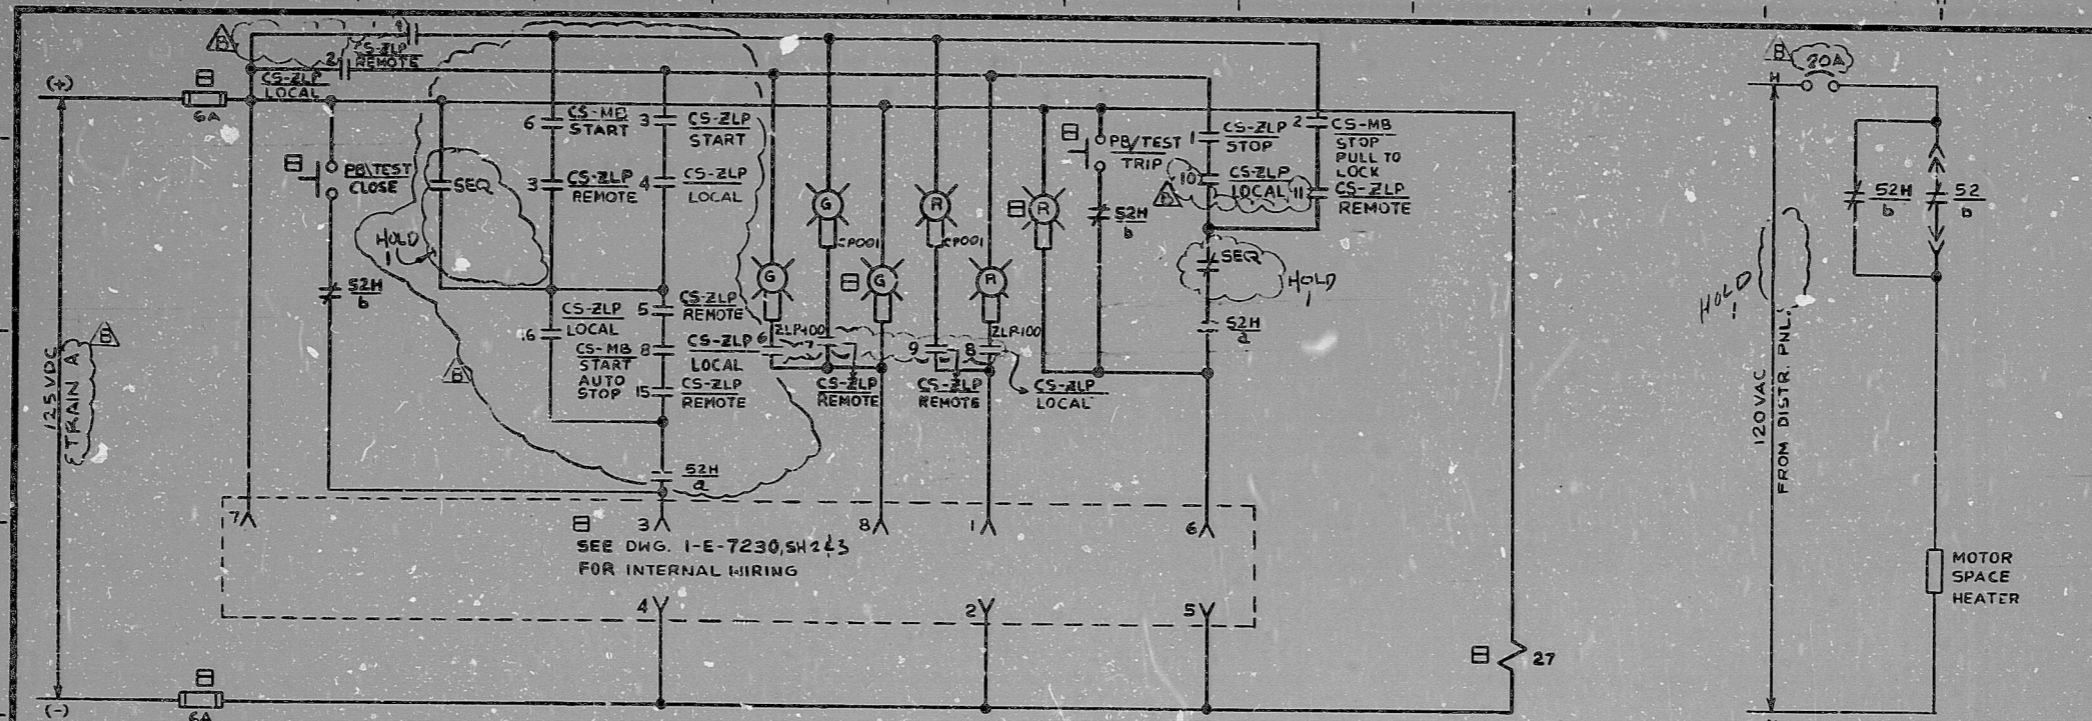 (+)
6A
125VDC
TRAIN A
B
(-)
6A
B
1
2
CS-ZLP
REMOTE
CS-ZLP
LOCAL
PB/TEST
CLOSE
52H
b
SEQ
HOLD
1
6
CS-MB
START
3
CS-ZLP
START
3
CS-ZLP
REMOTE
4
CS-ZLP
LOCAL
CS-ZLP
LOCAL
16
5
CS-ZLP
REMOTE
CS-MB
START
AUTO
STOP
8
15
CS-ZLP
REMOTE
B
52H
a
G
CP001
R
CP001
R
G
ZLP100
G
R
ZLP100
CS-ZLP
LOCAL
6
7
CS-ZLP
REMOTE
9
8
CS-ZLP
REMOTE
CS-ZLP
LOCAL
PB/TEST
TRIP
52H
b
1
CS-ZLP
STOP
2
CS-MB
STOP
PULL TO
LOCK
10
CS-ZLP
LOCAL
11
CS-ZLP
REMOTE
SEQ
HOLD
1
52H
a
7
3
8
1
6
SEE DWG. 1-E-7230, SH 2&3
FOR INTERNAL WIRING
4
2
5
27
B
20A
H
52H
b
52
b
HOLD
1
120VAC
FROM DISTR. PNL.
MOTOR
SPACE
HEATER